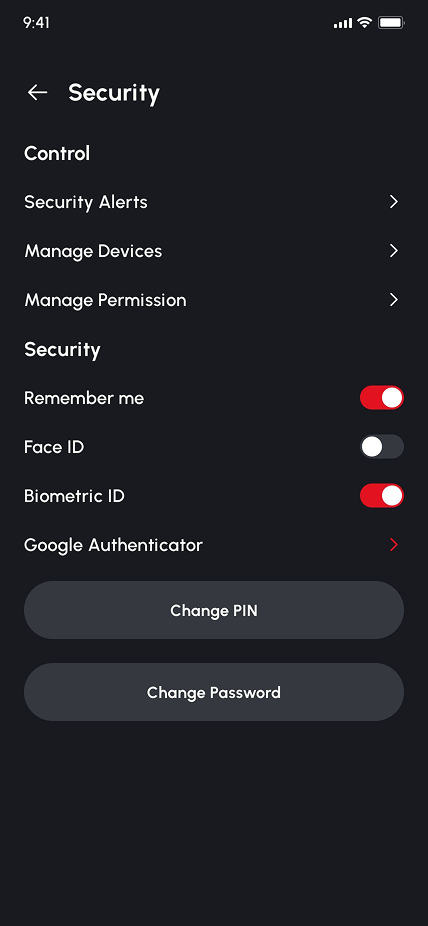 9:41
Security
Control
Security Alerts
Manage Devices
Manage Permission
Security
Remember me
Face ID
Biometric ID
Google Authenticator
Change PIN
Change Password